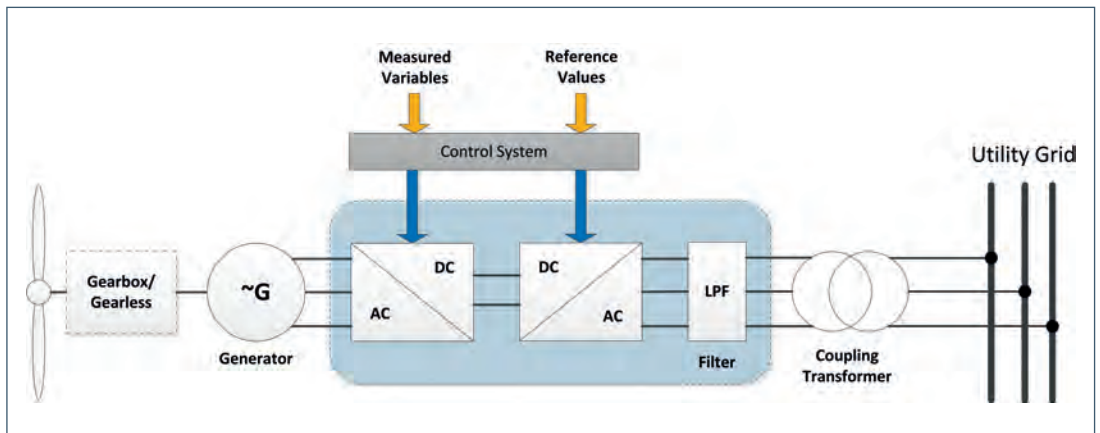 Measured
Variables
Reference
Values
Control System
Utility Grid
Gearbox/
Gearless
~G
Generator
DC
AC
DC
AC
LPF
Filter
Coupling
Transformer